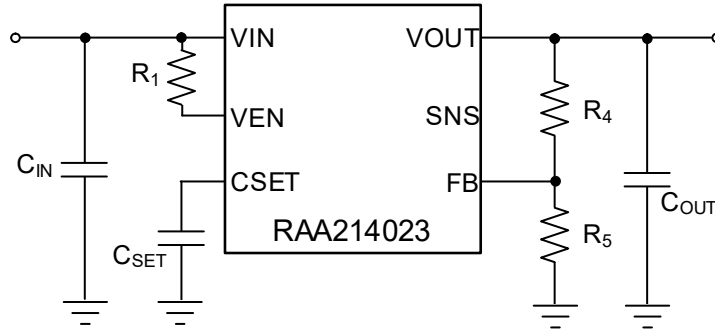 VIN
VOUT
R1
R4
VEN
SNS
CIN
CSET
FB
COUT
CSET
RAA214023
R5